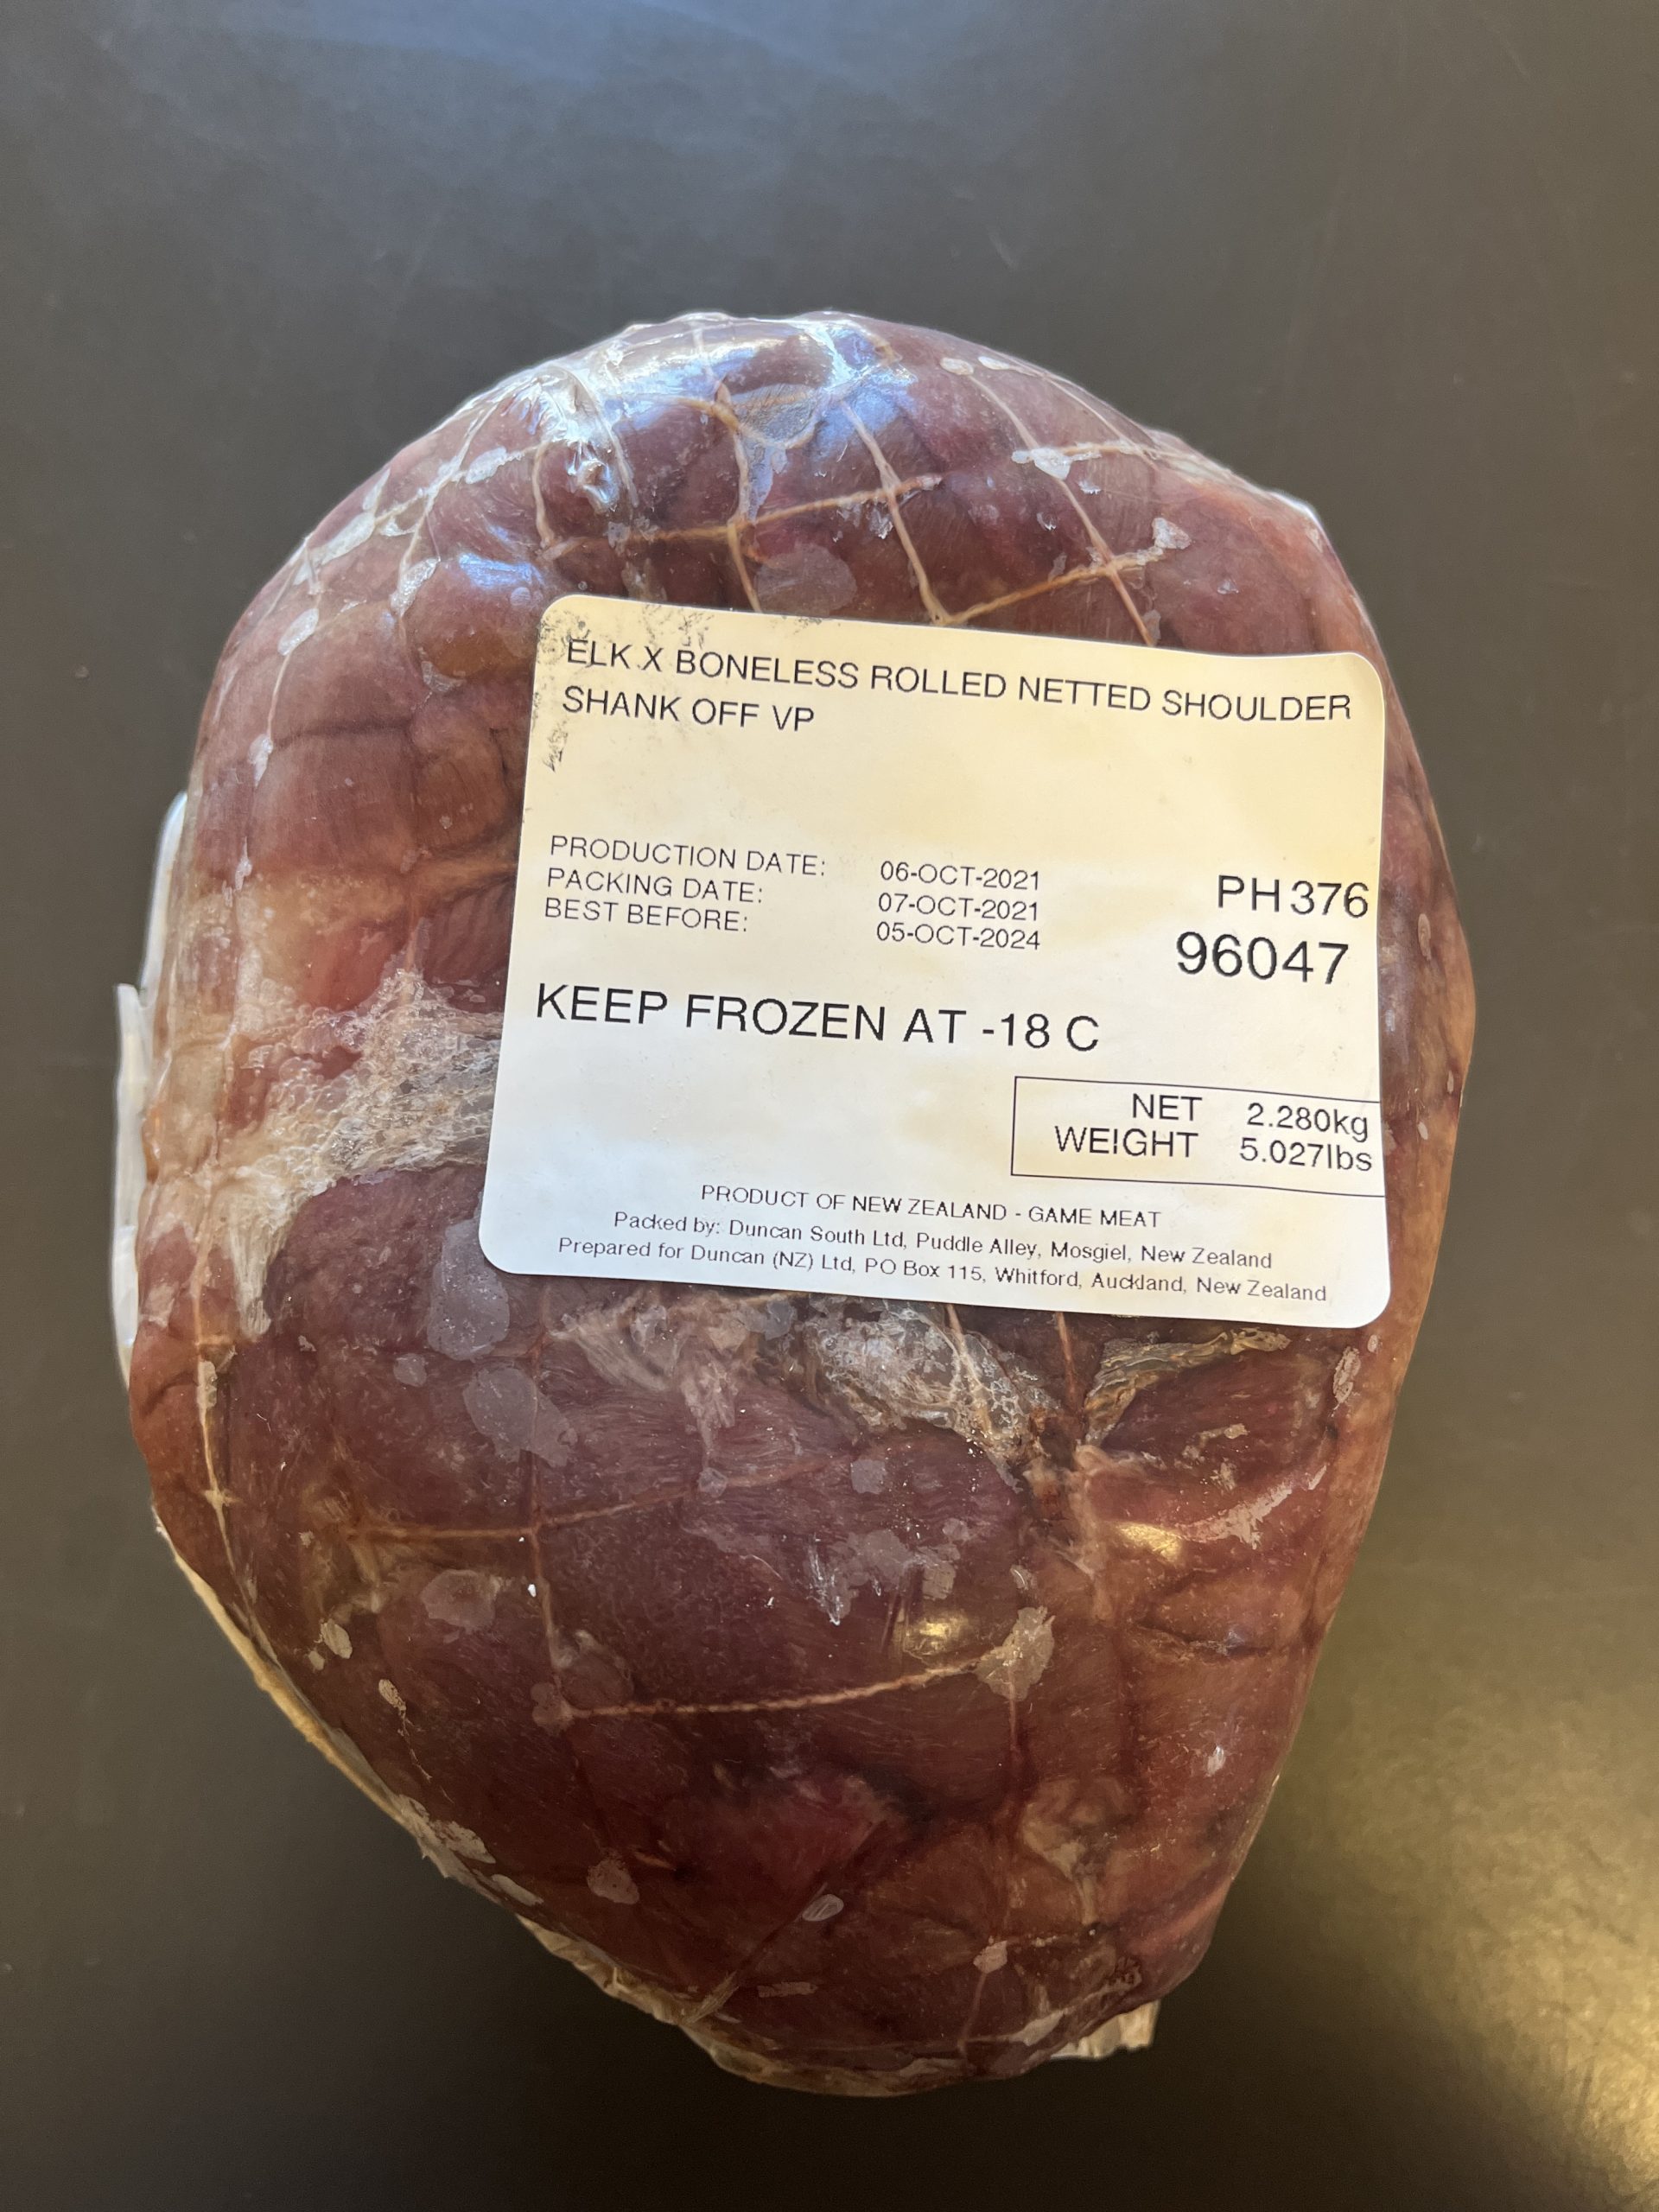 ELK X BONELESS ROLLED NETTED SHOULDER
SHANK OFF VP
PRODUCTION DATE: 06-OCT-2021
PACKING DATE: 07-OCT-2021
BEST BEFORE: 05-OCT-2024
PH376
96047
KEEP FROZEN AT -18 C
NET 2.280kg
WEIGHT 5.027lbs
PRODUCT OF NEW ZEALAND - GAME MEAT
Packed by: Duncan South Ltd, Puddle Alley, Mosgiel, New Zealand
Prepared for Duncan (NZ) Ltd, PO Box 115, Whitford, Auckland, New Zealand